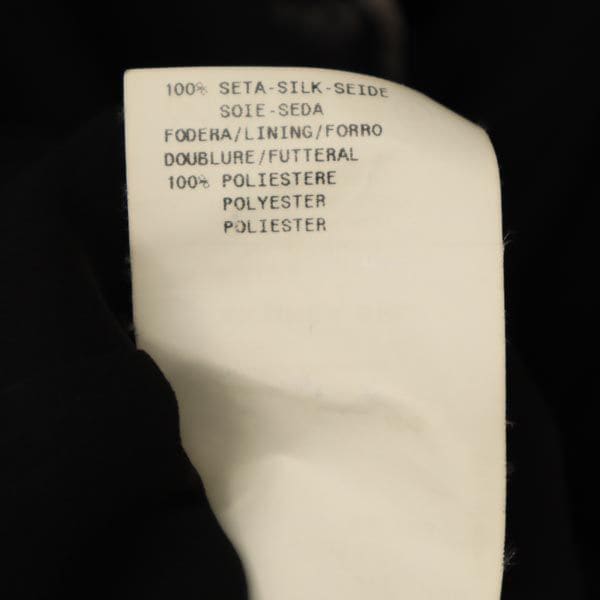 100% SETA-SILK-SEIDE
SOIE-SEDA
FODERA/LINING/FORRO
DOUBLURE/FUTTERAL
100% POLIESTERE
POLYESTER
POLIESTER